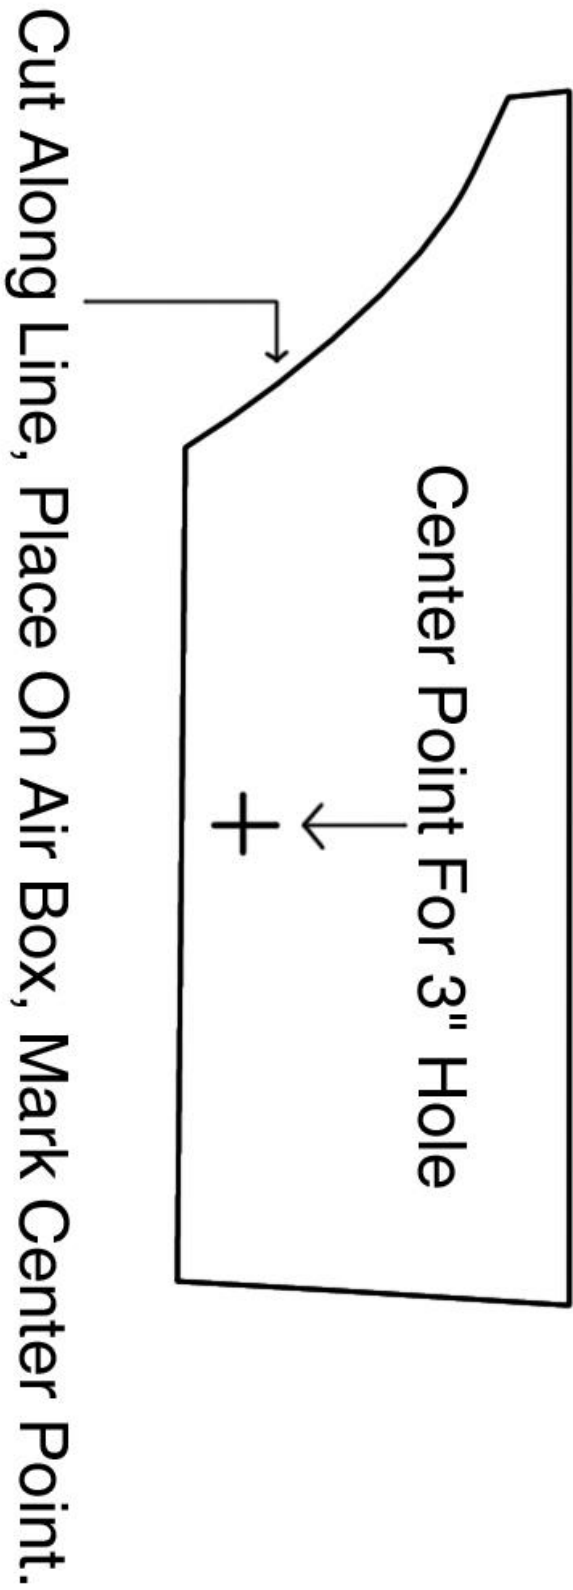 Center Point For 3" Hole
Cut Along Line, Place On Air Box, Mark Center Point.